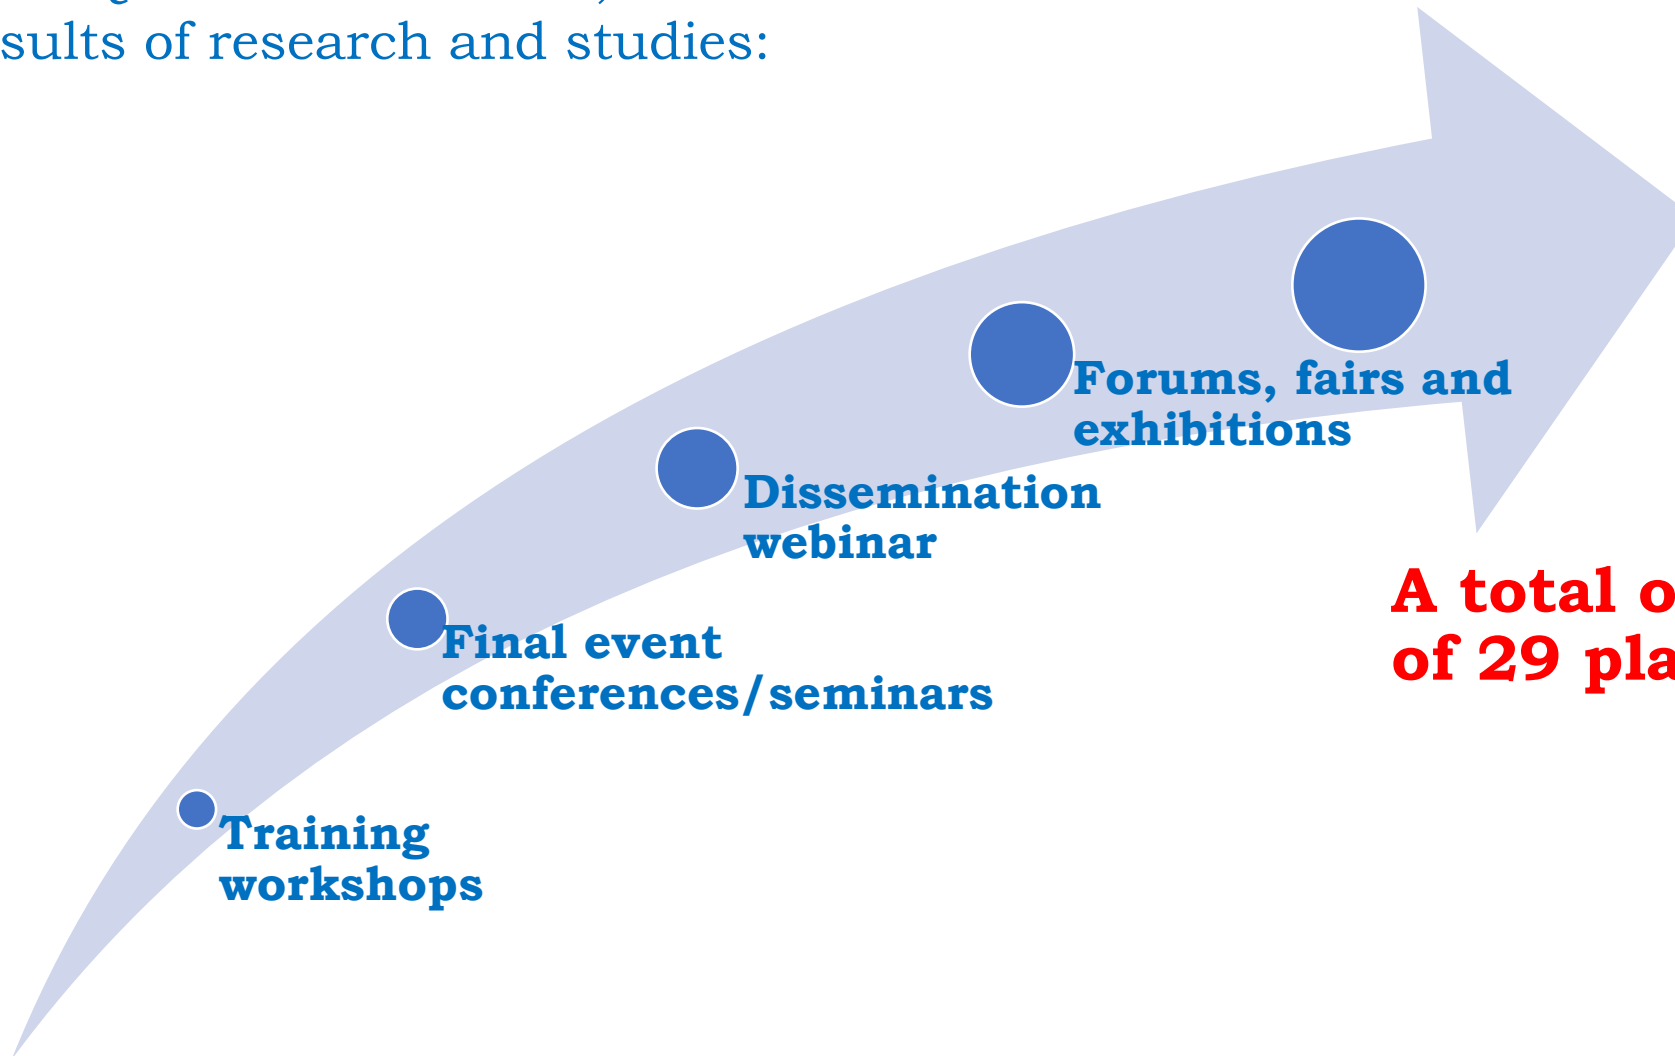 sults of research and studies:
Forums, fairs and
exhibitions
Dissemination
webinar
Final event
conferences/seminars
Training
workshops
A total o
of 29 pla